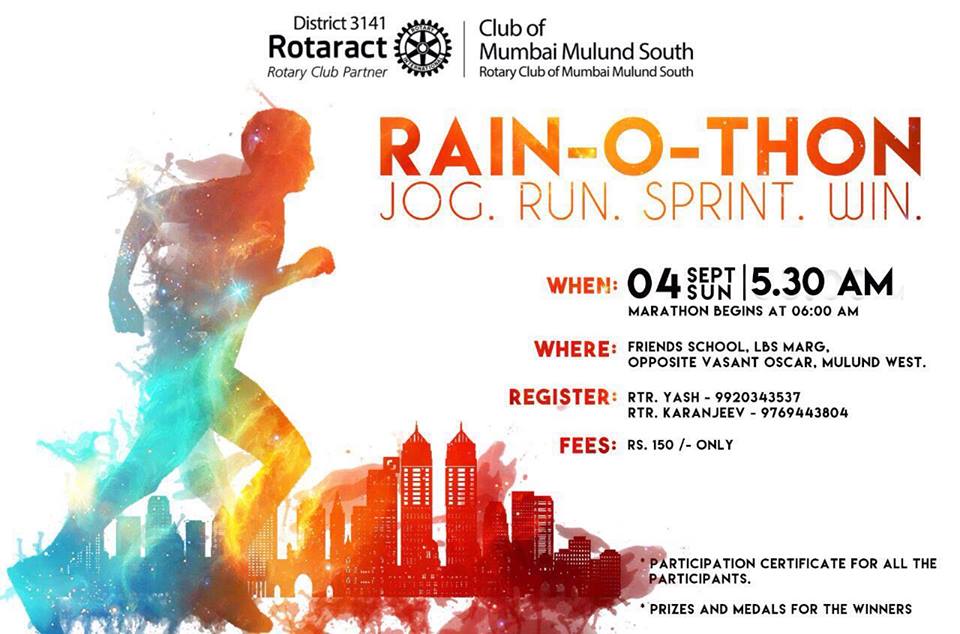 District 3141
Rotaract
Rotary Club Partner
ROTARY
INTERNATIONAL
Club of
Mumbai Mulund South
Rotary Club of Mumbai Mulund South
RAIN-O-THON
JOG. RUN. SPRINT. WIN.
WHEN: 04 SEPT SUN | 5.30 AM
MARATHON BEGINS AT 06:00 AM
WHERE: FRIENDS SCHOOL, LBS MARG,
OPPOSITE VASANT OSCAR, MULUND WEST.
REGISTER: RTR. YASH - 9920343537
RTR. KARANJEEV - 9769443804
FEES: RS. 150 /- ONLY
* PARTICIPATION CERTIFICATE FOR ALL THE
PARTICIPANTS.
* PRIZES AND MEDALS FOR THE WINNERS